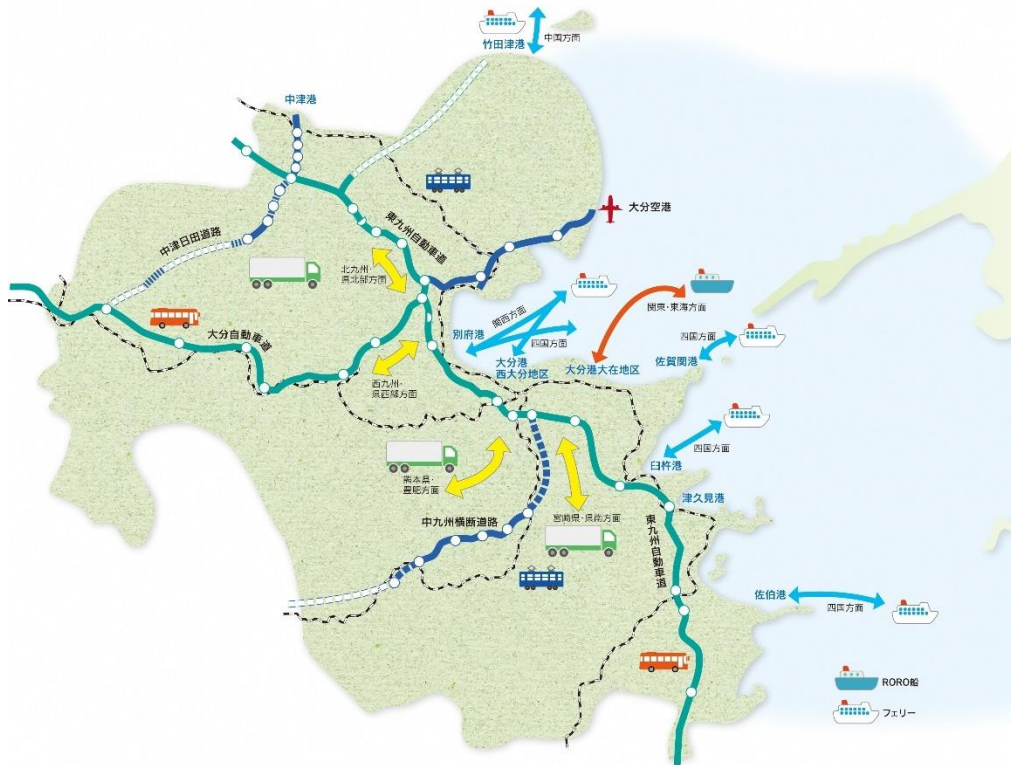 竹田津港
中国方面
中津港
大分空港
東九州自動車道
中津日田道路
北九州・
県北部方面
関西方面
関東・東海方面
別府港
四国方面
四国方面
佐賀関港
大分自動車道
大分港
西大分地区
大分港大在地区
西九州・
県西部方面
四国方面
臼杵港
熊本県・
豊肥方面
津久見港
宮崎県・県南方面
中九州横断道路
東九州自動車道
佐伯港
四国方面
RORO船
フェリー